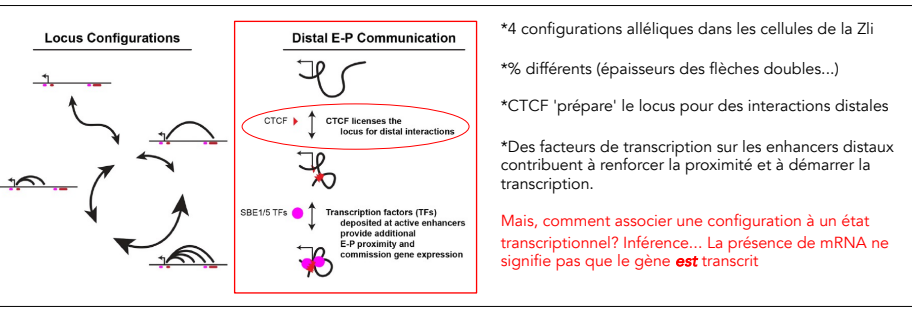 Locus Configurations
Distal E-P Communication
CTCF
CTCF licenses the
locus for distal interactions
SBE1/5 TFs
Transcription factors (TFs)
deposited at active enhancers
provide additional
E-P proximity and
commission gene expression
*4 configurations alléliques dans les cellules de la Zli
*% différents (épaisseurs des flèches doubles...)
*CTCF 'prépare' le locus pour des interactions distales
*Des facteurs de transcription sur les enhancers distaux
contribuent à renforcer la proximité et à démarrer la
transcription.
Mais, comment associer une configuration à un état
transcriptionnel? Inférence... La présence de mRNA ne
signifie pas que le gène est transcrit